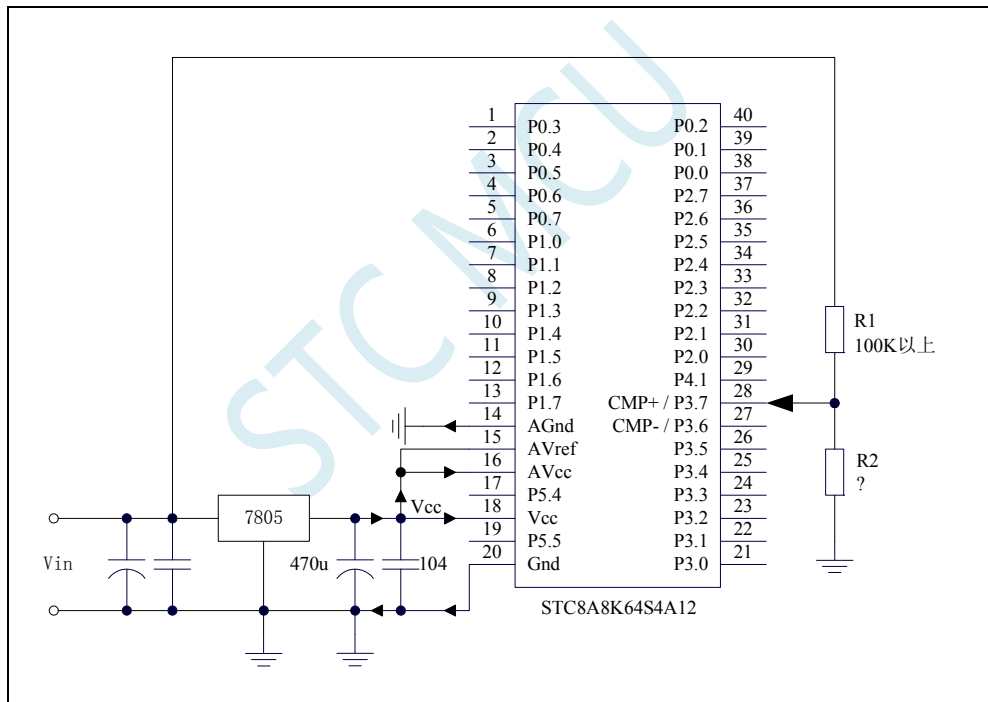 STC MCU
1 P0.3 P0.2 40
2 P0.4 P0.1 39
3 P0.5 P0.0 38
4 P0.6 P2.7 37
5 P0.7 P2.6 36
6 P1.0 P2.5 35
7 P1.1 P2.4 34
8 P1.2 P2.3 33
9 P1.3 P2.2 32
10 P1.4 P2.1 31
11 P1.5 P2.0 30
12 P1.6 P4.1 29
13 P1.7 CMP+ / P3.7 28
14 AGnd CMP- / P3.6 27
15 AVref P3.5 26
16 AVcc P3.4 25
17 P5.4 P3.3 24
18 Vcc P3.2 23
19 P5.5 P3.1 22
20 Gnd P3.0 21
R1
100K以上
R2
?
Vcc
7805
Vin
470u
104
STC8A8K64S4A12